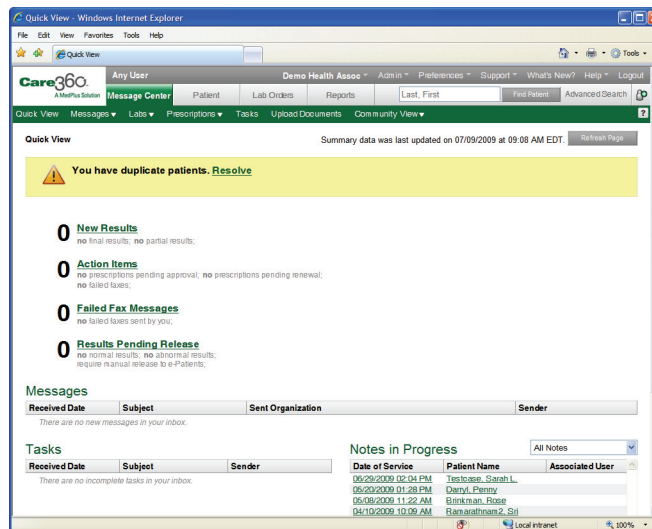 Quick View - Windows Internet Explorer
File Edit View Favorites Tools Help
Quick View Tools
Care360 A MedPlus Solution
Any User Demo Health Assoc Admin Preferences Support What's New? Help Logout
Message Center Patient Lab Orders Reports Last, First Find Patient Advanced Search
Quick View Messages Labs Prescriptions Tasks Upload Documents Community View ?
Quick View Summary data was last updated on 07/09/2009 at 09:08 AM EDT. Refresh Page
You have duplicate patients. Resolve
0 New Results
no final results; no partial results;
0 Action Items
no prescriptions pending approval; no prescriptions pending renewal;
no failed faxes;
0 Failed Fax Messages
no failed faxes sent by you;
0 Results Pending Release
no normal results; no abnormal results;
require manual release to e-Patients;
Messages
Received Date Subject Sent Organization Sender
There are no new messages in your inbox.
Tasks
Received Date Subject Sender
There are no incomplete tasks in your inbox.
Notes in Progress All Notes
Date of Service Patient Name Associated User
06/29/2009 02:04 PM Testcase, Sarah L.
05/20/2009 01:28 PM Darryl, Penny
05/08/2009 11:22 AM Brinkman, Rose
04/10/2009 10:09 AM Ramarathnam2, Sri
Local intranet 100%